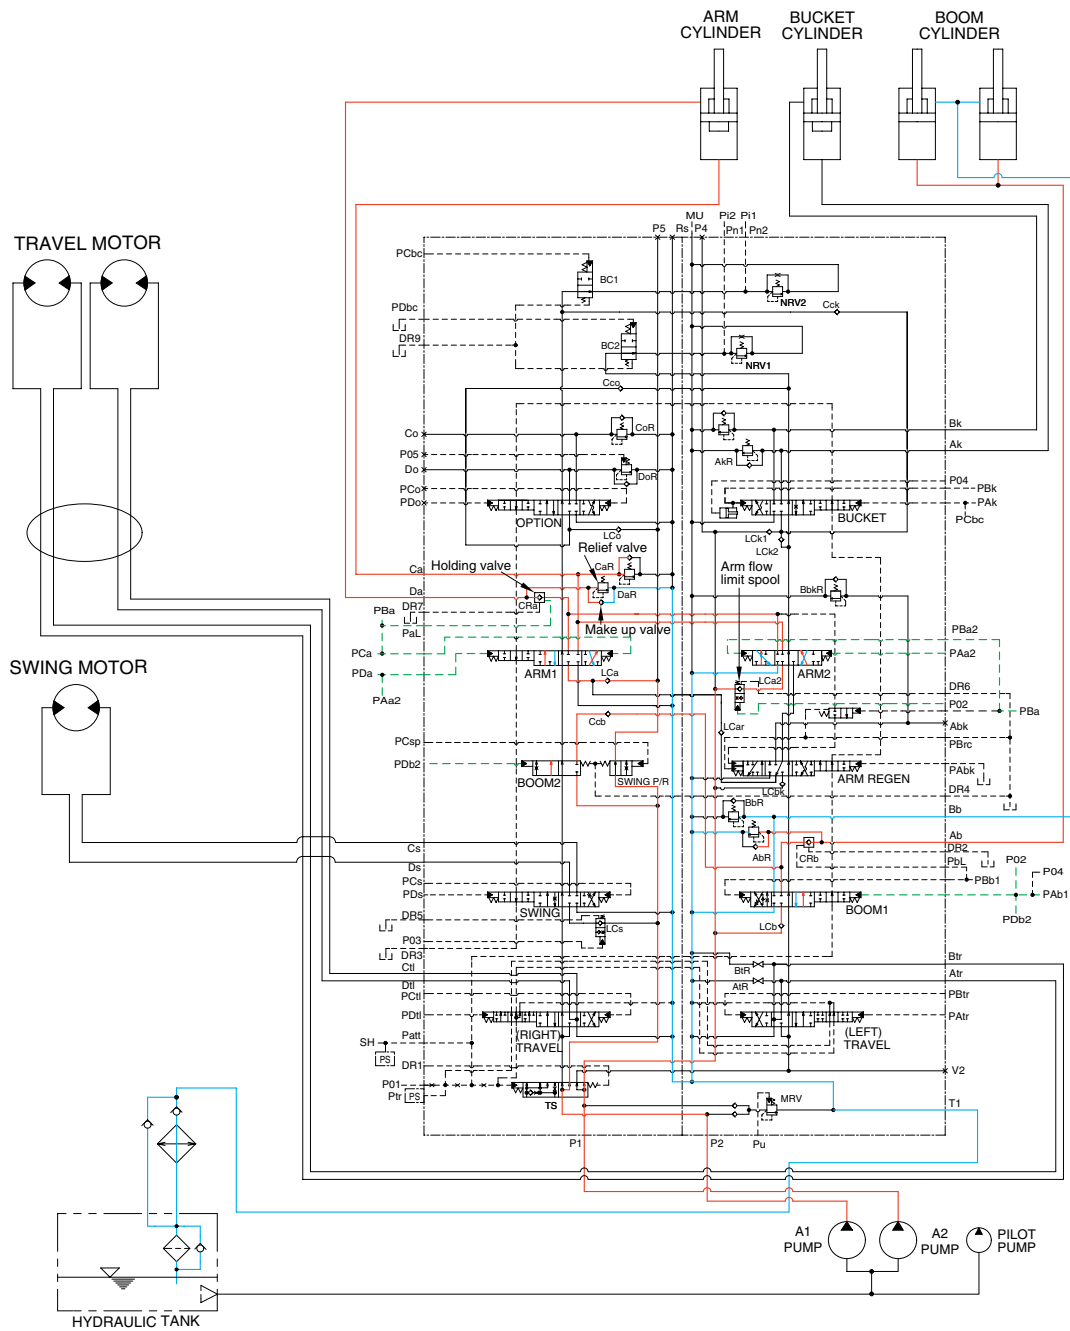 ARM CYLINDER
BUCKET CYLINDER
BOOM CYLINDER
TRAVEL MOTOR
SWING MOTOR
MU
Pi2
Pi1
P5
Rs
P4
Pn1
Pn2
PCbc
BC1
NRV2
Cck
PDbc
DR9
BC2
NRV1
Cco
Co
CoR
Bk
Ak
P05
Do
DoR
AkR
PCo
PDo
P04
PBk
PAk
PCbc
OPTION
BUCKET
LCo
LCk1
LCk2
Relief valve
Holding valve
Arm flow
limit spool
Ca
CaR
Da
DaR
CRa
BbkR
DR7
PBa
PaL
Make up valve
PBa2
PCa
PAa2
PDa
ARM1
ARM2
LCa
LCa2
PAa2
DR6
P02
PBa
Ccb
LCar
Abk
PCsp
PBrc
PDb2
PAbk
BOOM2
SWING P/R
ARM REGEN
LCbk
DR4
BbR
Bb
AbR
CRb
Ab
DR2
PbL
P02
P04
Cs
Ds
PCs
PDs
PBb1
PAb1
SWING
BOOM1
PDb2
DR5
LCs
LCb
P03
DR3
Ctl
BtR
Btr
Dtl
AtR
Atr
PCtl
PBtr
PDtl
PAtr
(RIGHT)
TRAVEL
(LEFT)
TRAVEL
Patt
SH
PS
DR1
V2
P01
Ptr
PS
TS
MRV
T1
P1
P2
Pu
A1
PUMP
A2
PUMP
PILOT
PUMP
HYDRAULIC TANK